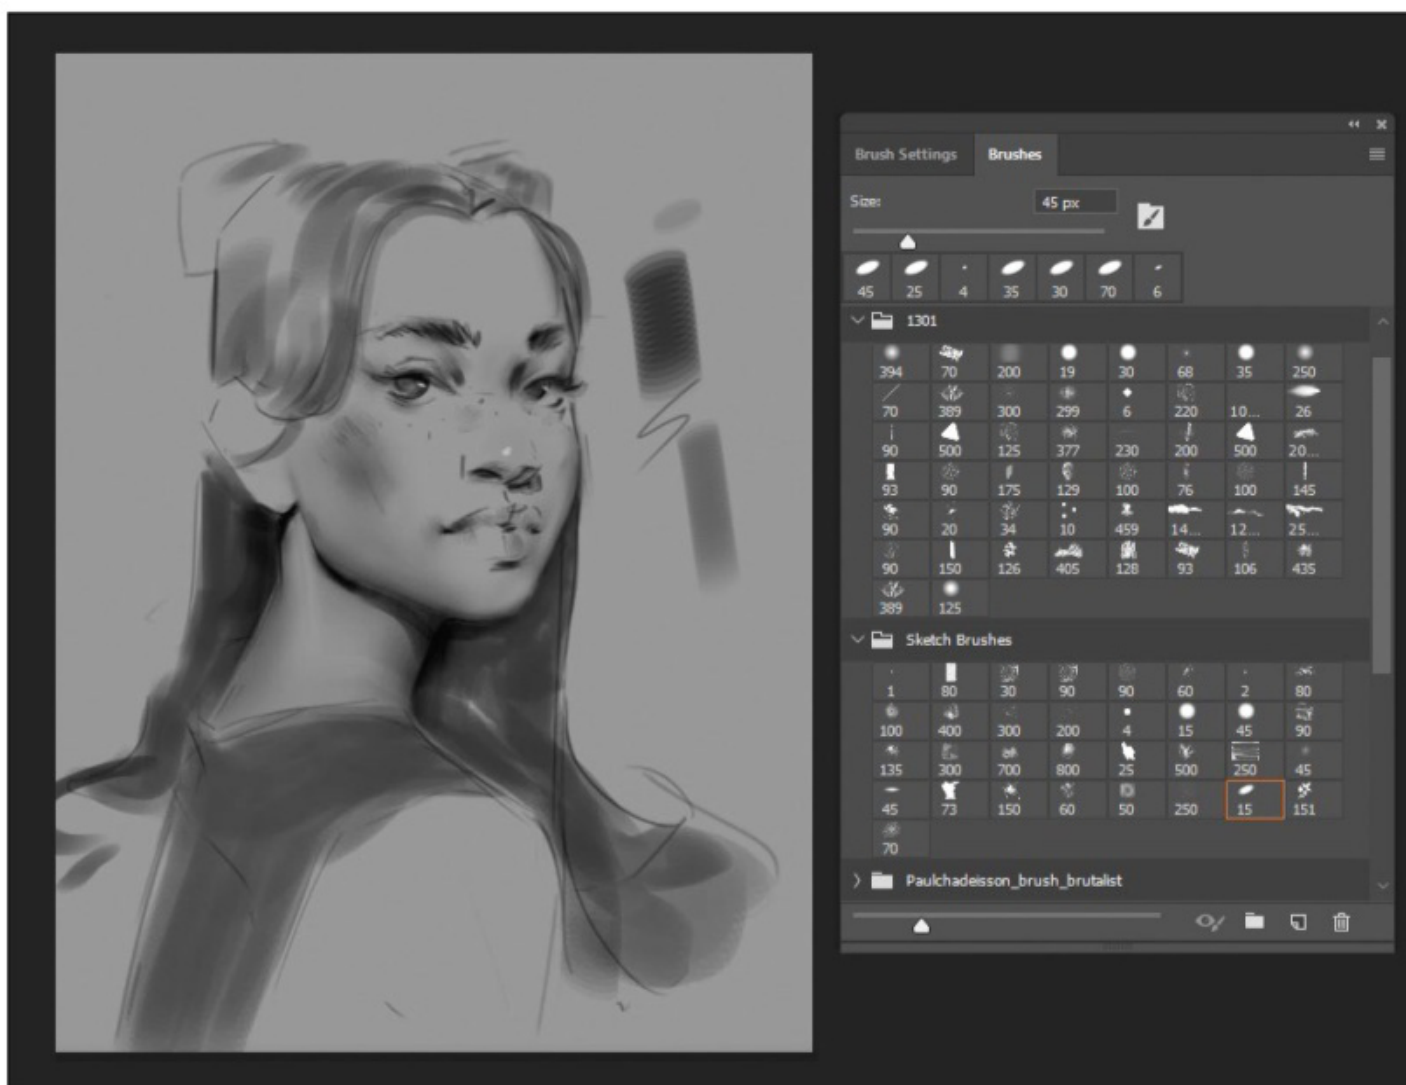 Brush Settings Brushes
Size: 45 px
45 25 4 35 30 70 6
1301
394 70 200 19 30 68 35 250
70 389 300 299 6 220 10... 26
90 500 125 377 230 200 500 20...
93 90 175 129 100 76 100 145
90 20 34 10 459 14... 12... 25...
90 150 126 405 128 93 106 435
389 125
Sketch Brushes
1 80 30 90 90 60 2 80
100 400 300 200 4 15 45 90
135 300 700 800 25 500 250 45
45 73 150 60 50 250 15 151
70
Paulchadeisson_brush_brutalist